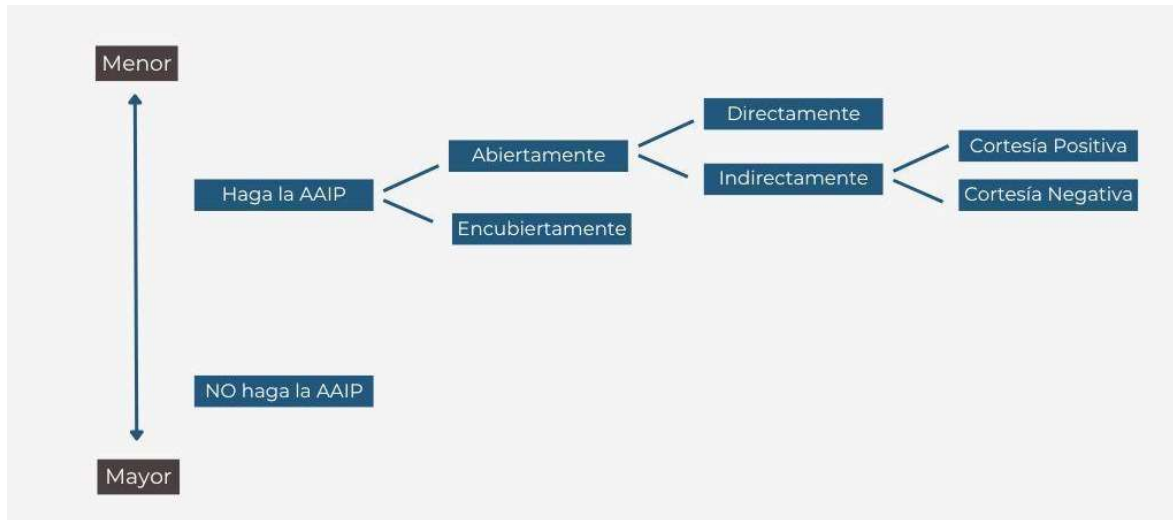 Menor
Directamente
Cortesía Positiva
Abiertamente
Indirectamente
Haga la AAIP
Cortesía Negativa
Encubiertamente
NO haga la AAIP
Mayor